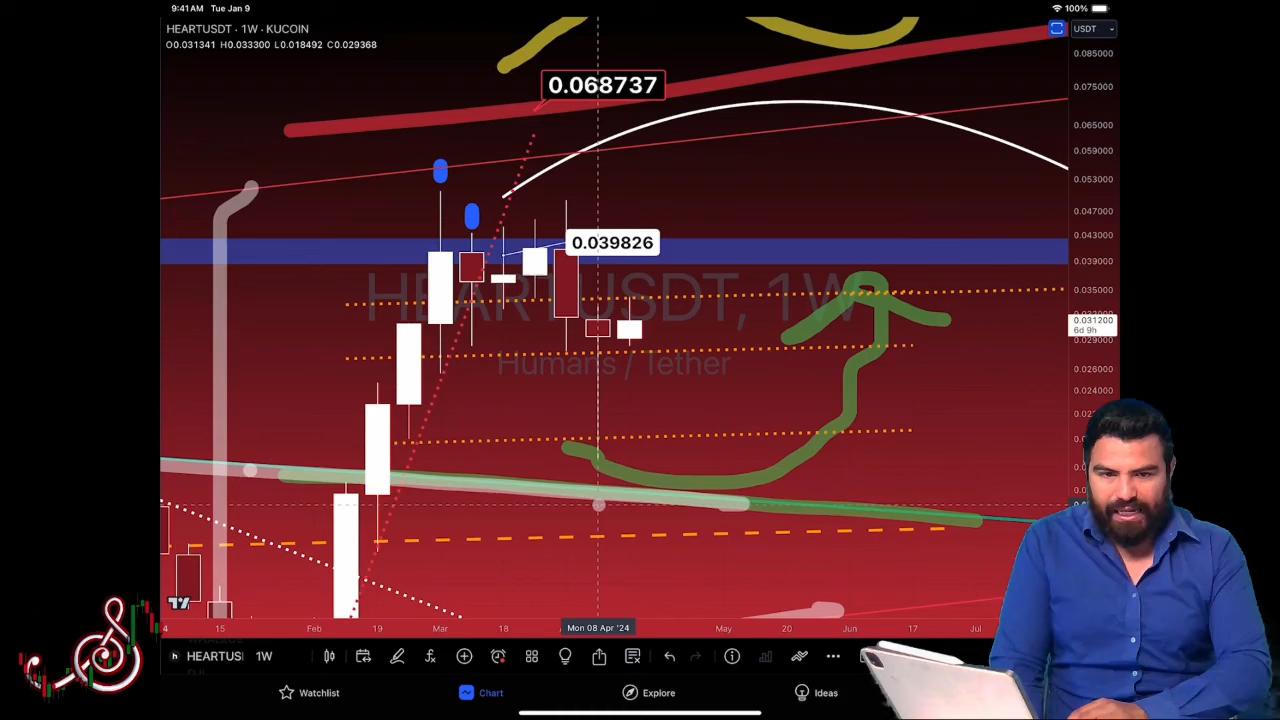 9:41AM Tue Jan 9
100%
HEARTUSDT · 1W · KUCOIN
O0.031341 H0.033300 L0.018492 C0.029368
USDT
0.085000
0.075000
0.068737
0.065000
0.059000
0.053000
0.047000
0.043000
0.039826
0.039000
HEARTUSDT, 1W
0.035000
0.031200
6d 9h
0.029000
Humans / Tether
0.026000
0.024000
4 15 Feb 19 Mar 18 Mon 08 Apr '24 May 20 Jun 17 Jul
h HEARTUS 1W
Watchlist Chart Explore Ideas